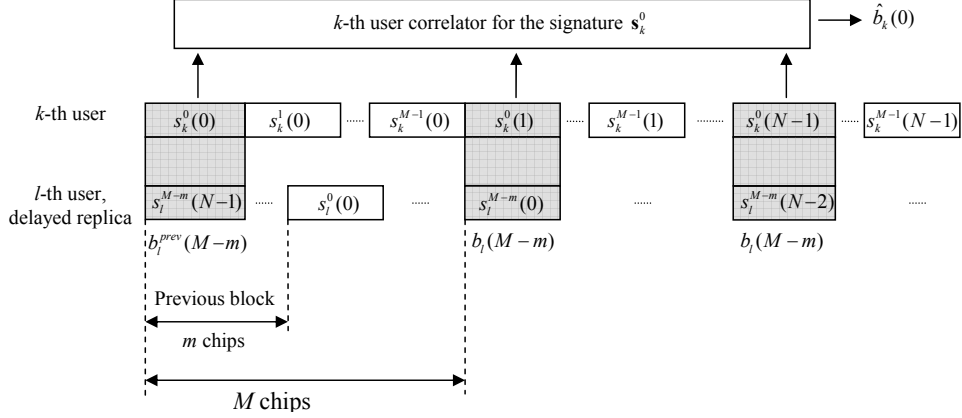 k-th user correlator for the signature s_k^0
b̂_k(0)
k-th user
s_k^0(0) s_k^1(0) ...... s_k^{M-1}(0) s_k^0(1) ...... s_k^{M-1}(1) ......... s_k^0(N-1) ...... s_k^{M-1}(N-1)
l-th user,
delayed replica
s_l^{M-m}(N-1) ...... s_l^0(0) ...... s_l^{M-m}(0) ...... s_l^{M-m}(N-2) ......
b_l^{prev}(M-m) b_l(M-m) b_l(M-m)
Previous block
m chips
M chips